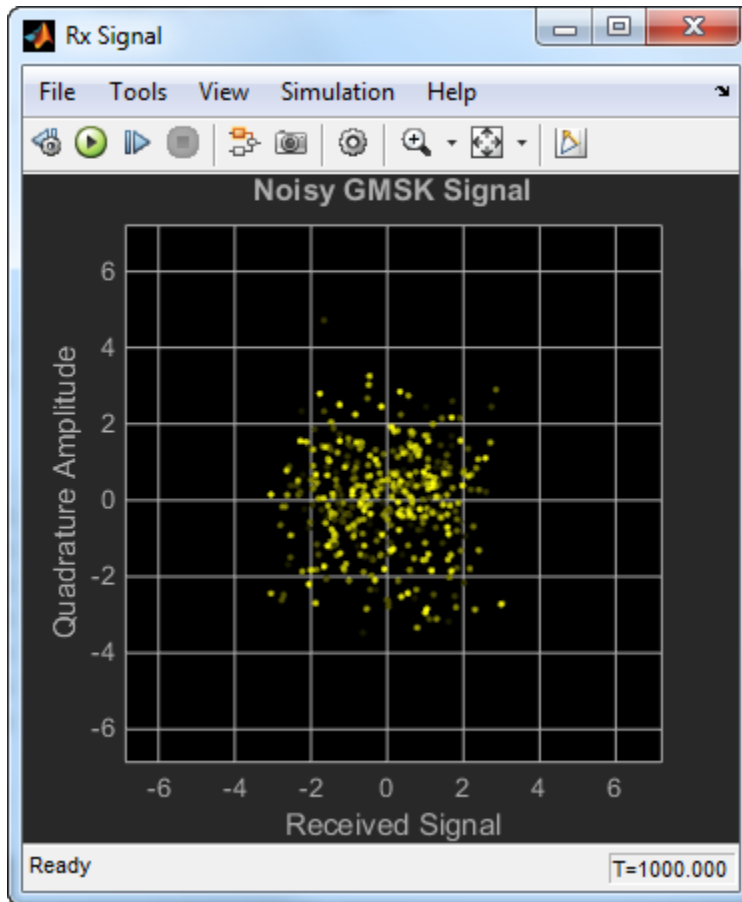 Rx Signal
File Tools View Simulation Help
Noisy GMSK Signal
6
4
2
0
-2
-4
-6
Quadrature Amplitude
-6 -4 -2 0 2 4 6
Received Signal
Ready T=1000.000